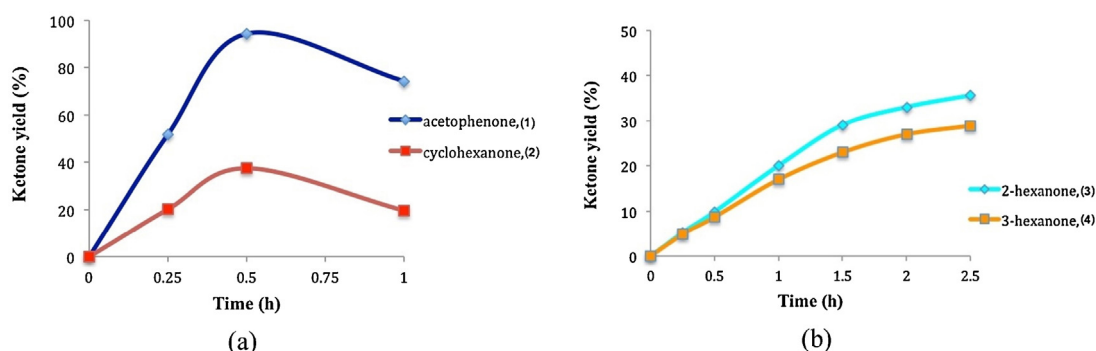 Ketone yield (%)
100
80
60
40
20
0
0 0.25 0.5 0.75 1
Time (h)
acetophenone,(1)
cyclohexanone,(2)
(a)
Ketone yield (%)
50
40
30
20
10
0
0 0.5 1 1.5 2 2.5
Time (h)
2-hexanone,(3)
3-hexanone,(4)
(b)